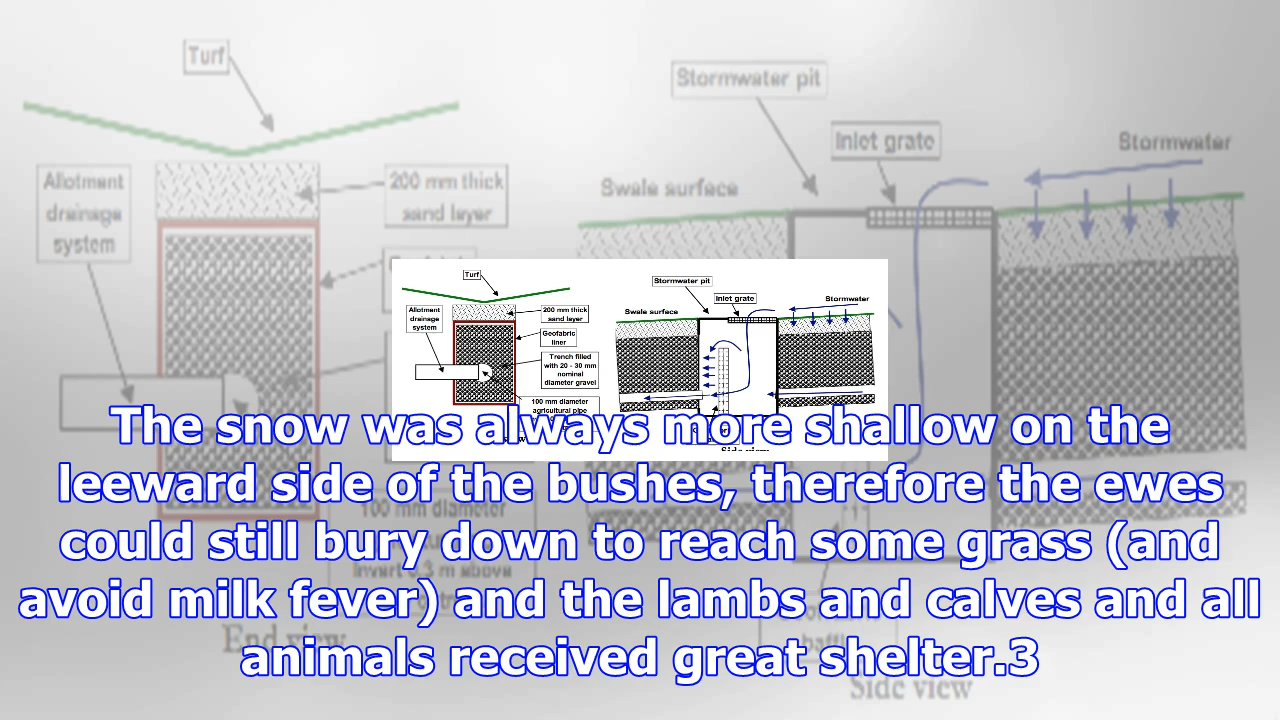 Turf
Stormwater pit
Inlet grate
Stormwater
Swale surface
Allotment
drainage
system
200 mm thick
sand layer
Turf
Allotment
drainage
system
200 mm thick
sand layer
Geofabric
liner
Trench filled
with 20 - 30 mm
nominal
diameter gravel
100 mm diameter
agricultural pipe
Stormwater pit
Inlet grate
Stormwater
Swale surface
Side view
The snow was always more shallow on the
leeward side of the bushes, therefore the ewes
could still bury down to reach some grass (and
avoid milk fever) and the lambs and calves and all
animals received great shelter.3
100 mm diameter
End view
Side view